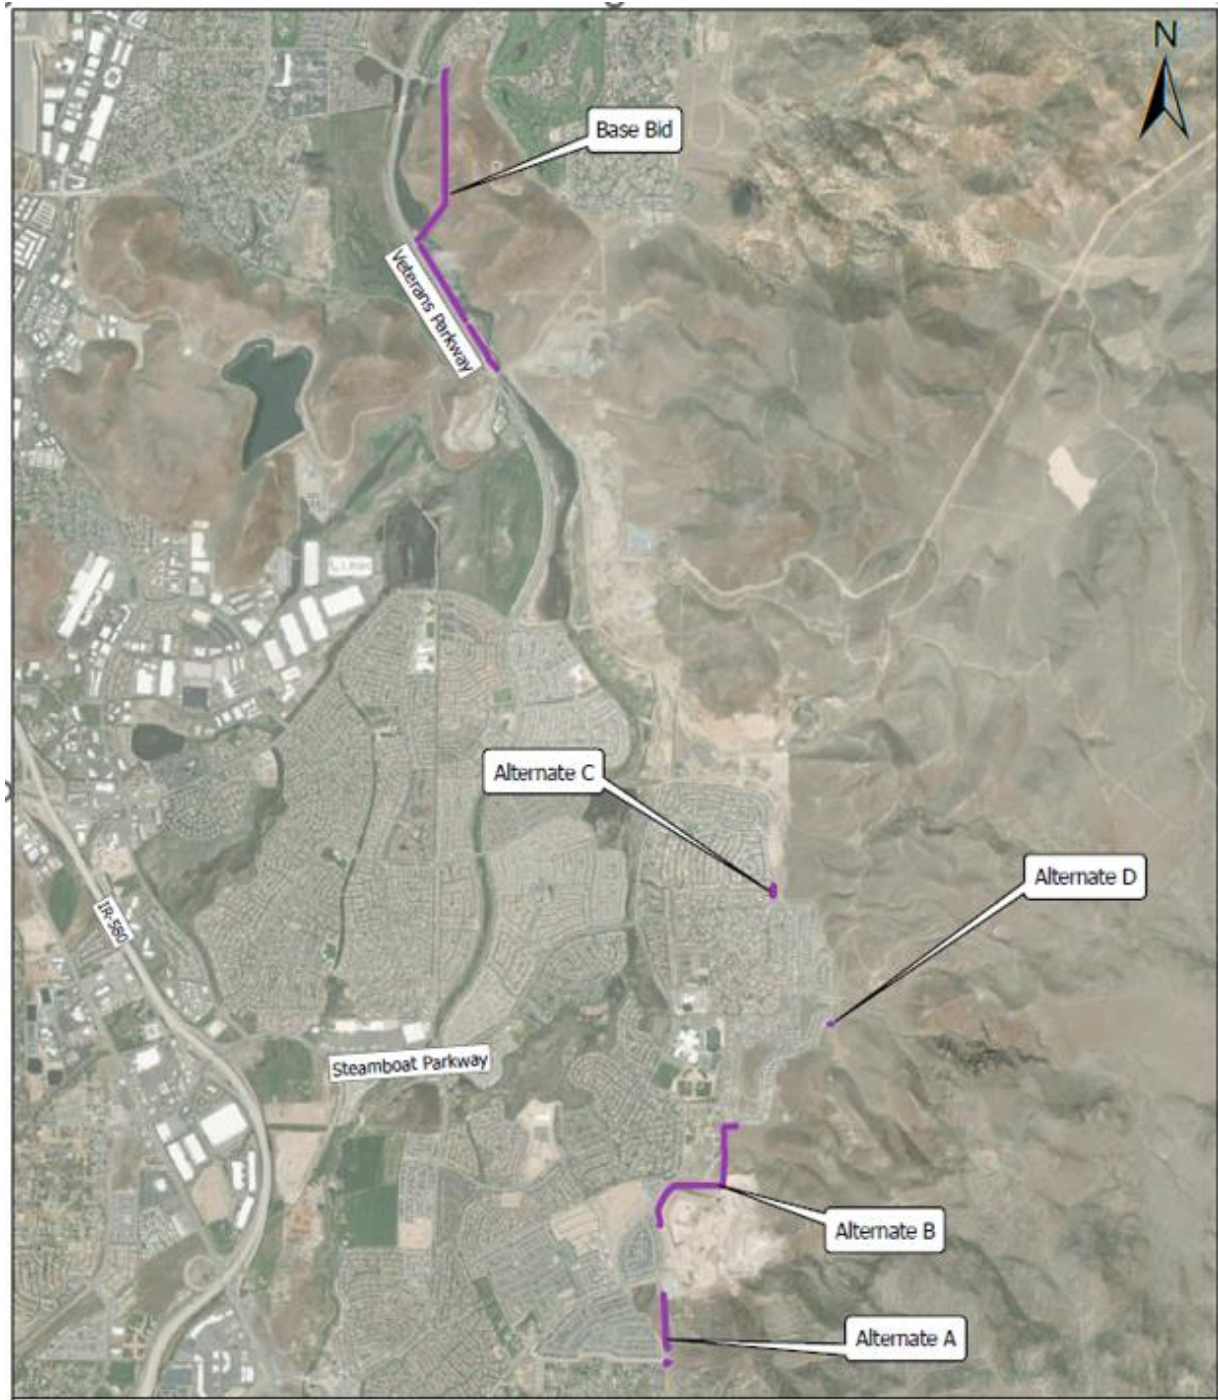 N
Base Bid
Veterans Parkway
Alternate C
Alternate D
IR-580
Steamboat Parkway
Alternate B
Alternate A